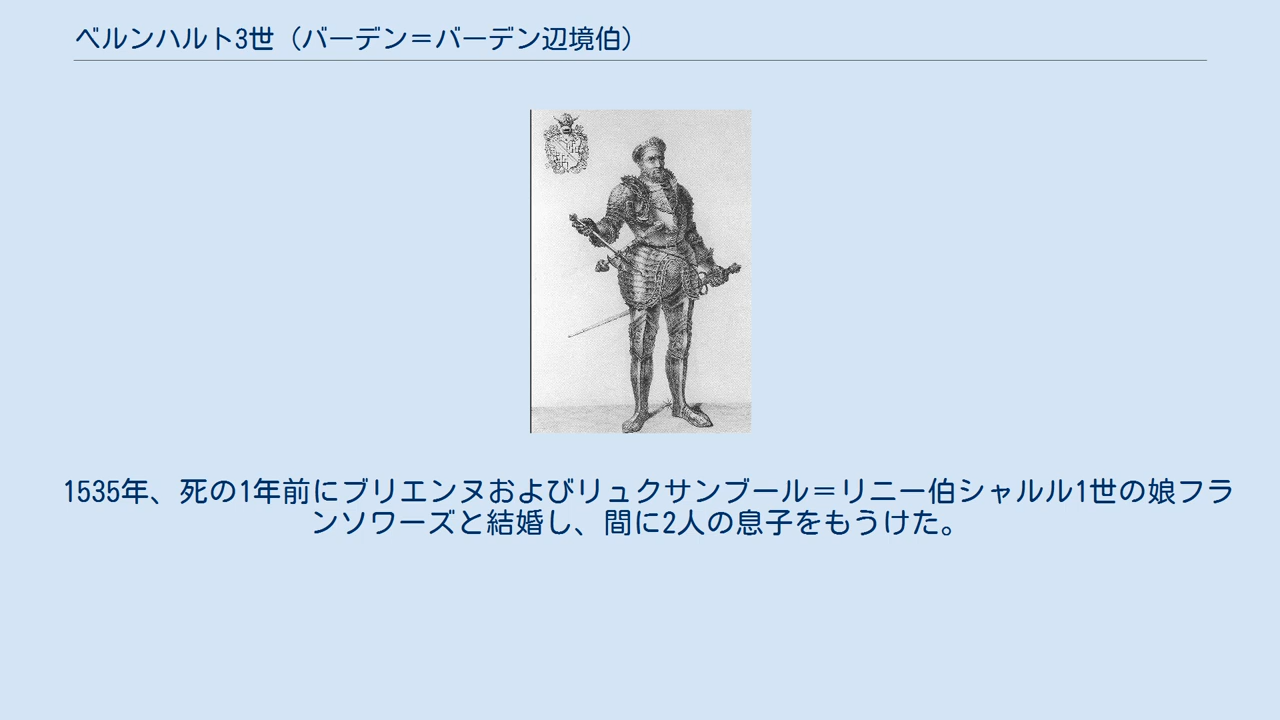 ベルンハルト3世（バーデン＝バーデン辺境伯）
1535年、死の1年前にブリエンヌおよびリュクサンブール＝リニー伯シャルル1世の娘フラ
ンソワーズと結婚し、間に2人の息子をもうけた。